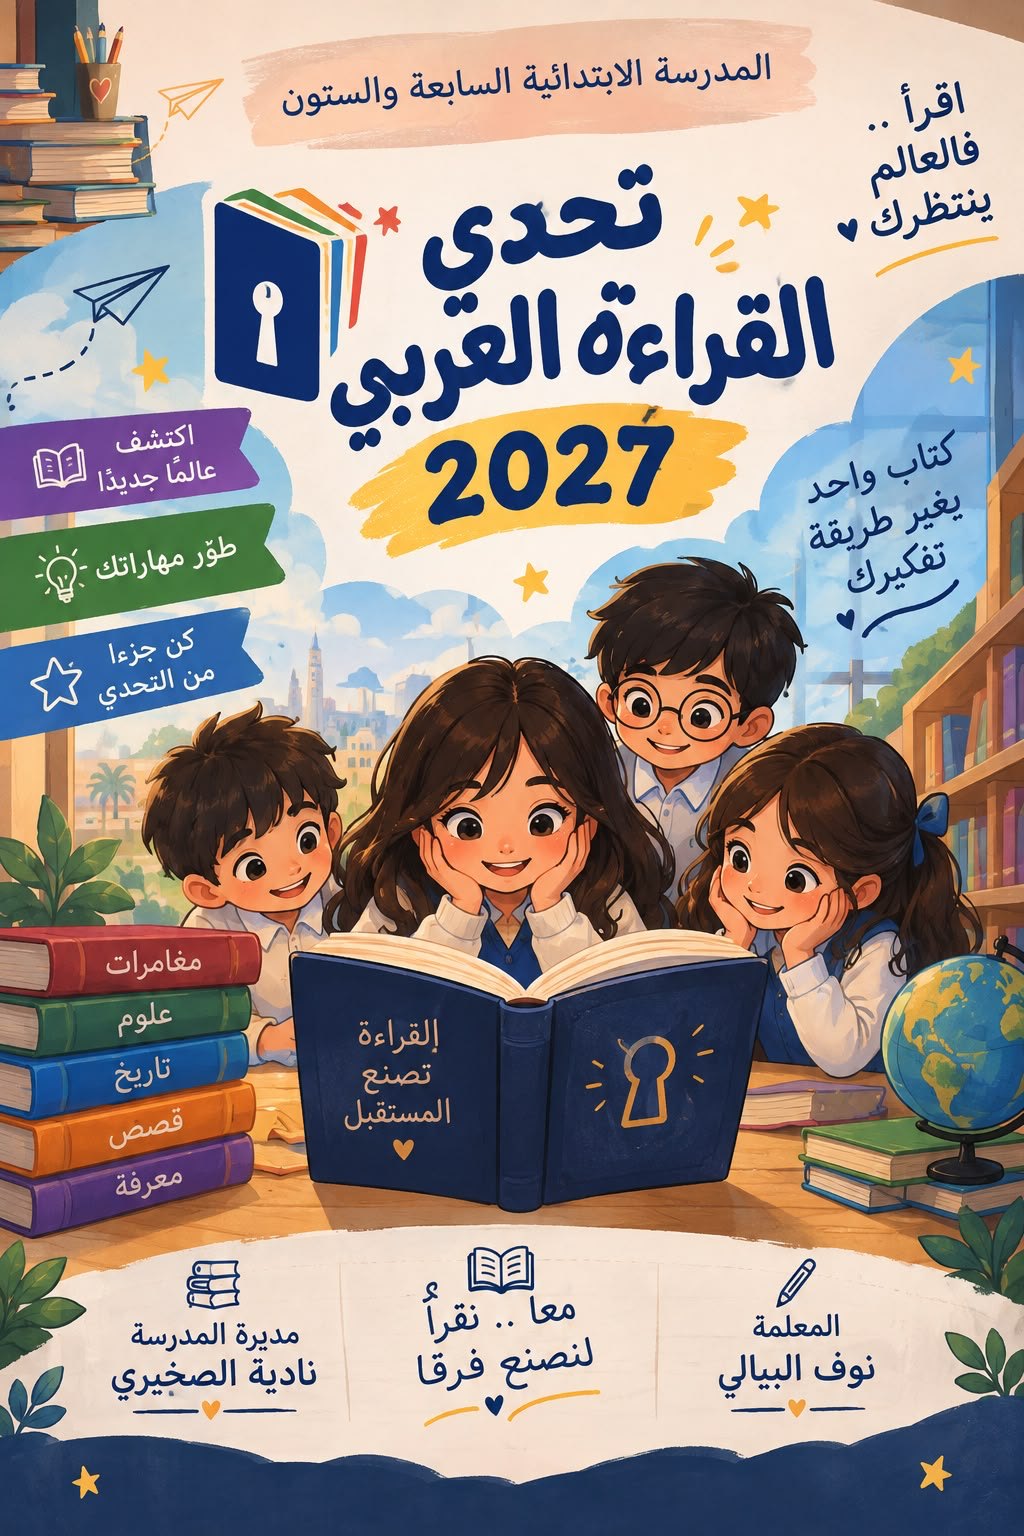 المدرسة الابتدائية السابعة والستون
اقرأ ..
فالعالم
ينتظرك
تحدي
القراءة العربي
2027
اكتشف
عالمًا جديدًا
طوّر مهاراتك
كن جزءا
من التحدي
كتاب واحد
يغير طريقة
تفكيرك
مغامرات
علوم
تاريخ
قصص
معرفة
القراءة
تصنع
المستقبل
المعلمة
نوف البيالي
معا .. نقرأُ
لنصنع فرقا
مديرة المدرسة
نادية الصخيري